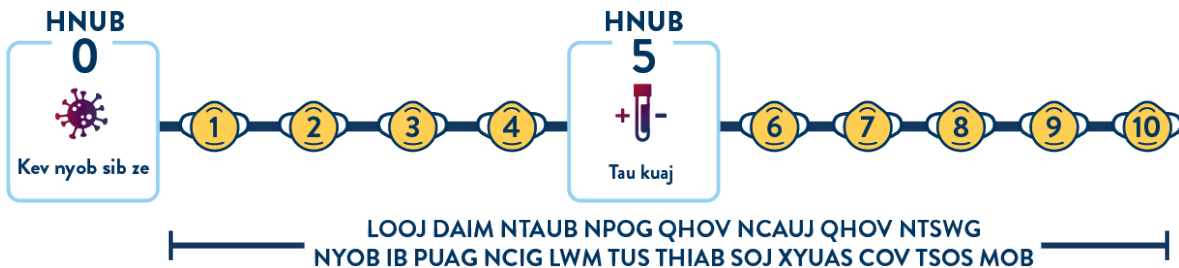 HNUB
0
Kev nyob sib ze
1
2
3
4
HNUB
5
+ -
Tau kuaj
6
7
8
9
10
LOOJ DAIM NTAUB NPOG QHOV NCAUJ QHOV NTSWG
NYOB IB PUAG NCIG LWM TUS THIAB SOJ XYUAS COV TSOS MOB